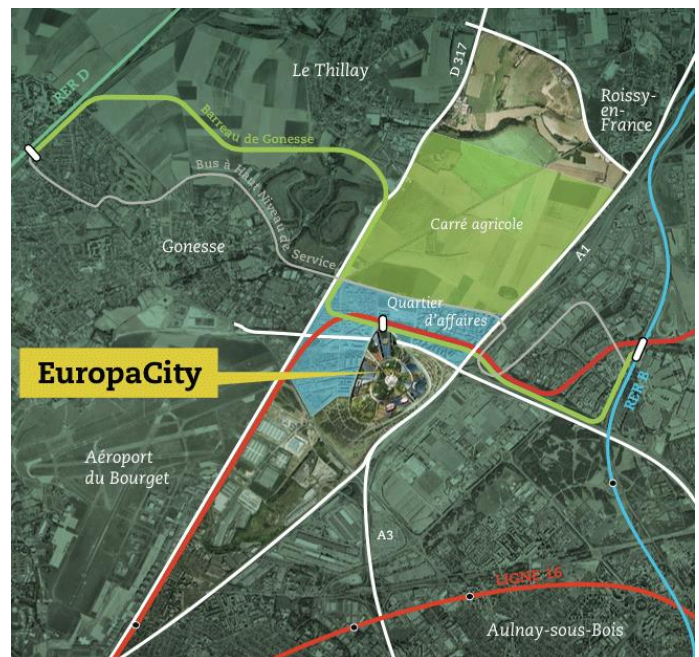 RER D
Le Thillay
D 317
Roissy-
en-
France
Barreau de Gonesse
Bus à Haut Niveau de Service
Gonesse
Carré agricole
A1
Quartier
d'affaires
EuropaCity
RER B
Aéroport
du Bourget
A3
LIGNE 16
Aulnay-sous-Bois